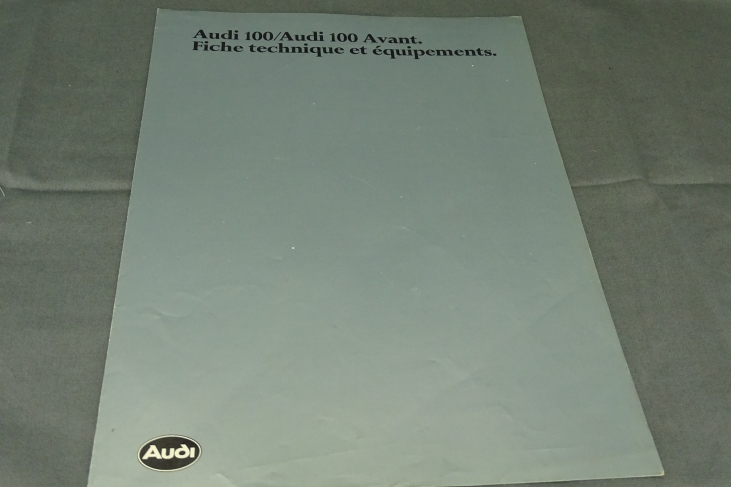 Audi 100/Audi 100 Avant.
Fiche technique et équipements.
Audi